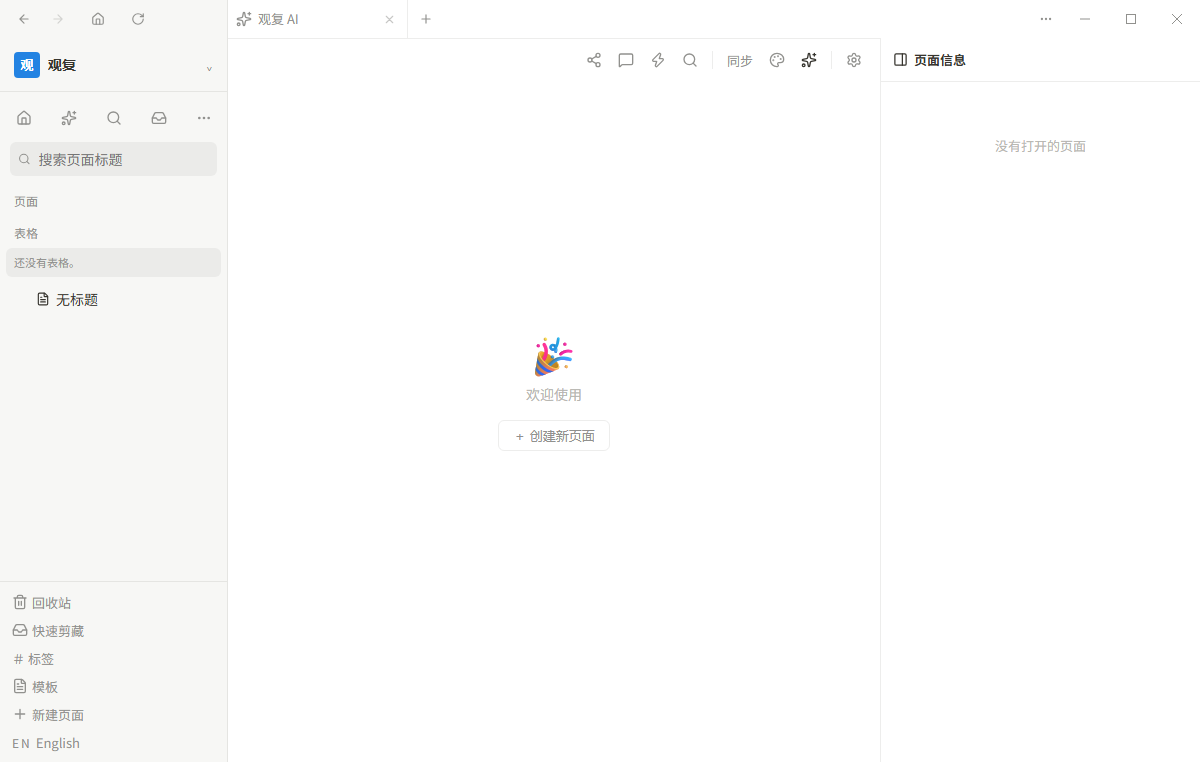 观复 AI
观 观复
搜索页面标题
页面
表格
还没有表格。
无标题
回收站
快速剪藏
# 标签
模板
新建页面
EN English
同步
欢迎使用
+ 创建新页面
页面信息
没有打开的页面